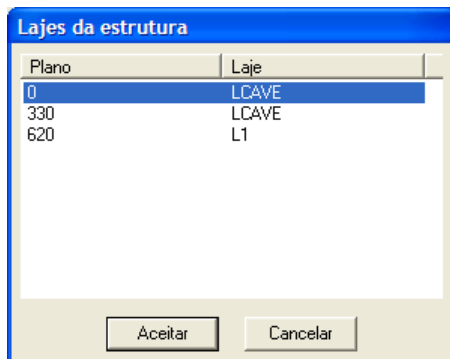 Lajes da estrutura
Plano Laje
0 LCAVE
330 LCAVE
620 L1
Aceitar Cancelar